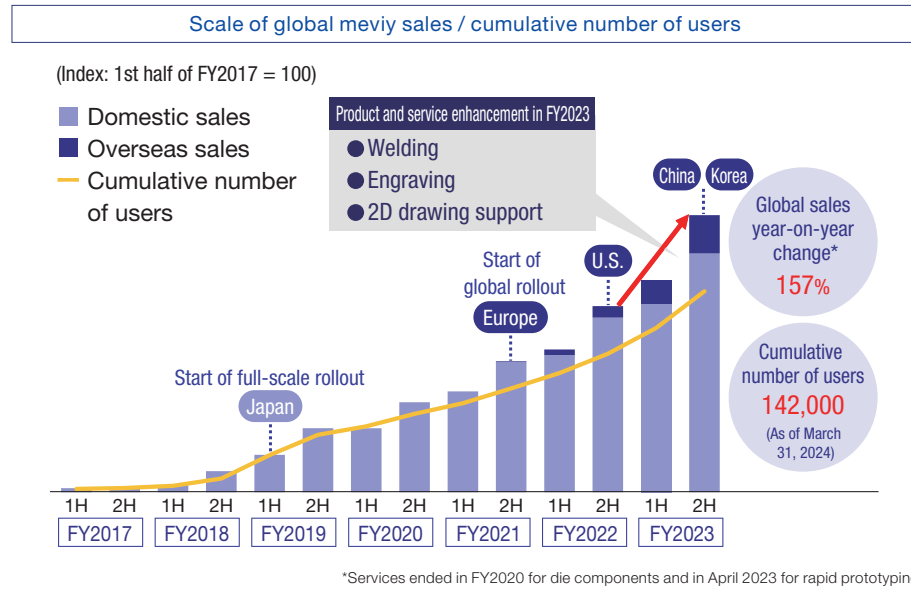 Scale of global meviy sales / cumulative number of users
(Index: 1st half of FY2017 = 100)
Domestic sales
Overseas sales
Cumulative number
of users
Product and service enhancement in FY2023
●Welding
●Engraving
●2D drawing support
China
Korea
Global sales
year-on-year
change*
157%
U.S.
Start of
global rollout
Europe
Cumulative
number of users
142,000
(As of March
31, 2024)
Start of full-scale rollout
Japan
1H 2H 1H 2H 1H 2H 1H 2H 1H 2H 1H 2H 1H 2H
FY2017 FY2018 FY2019 FY2020 FY2021 FY2022 FY2023
*Services ended in FY2020 for die components and in April 2023 for rapid prototyping